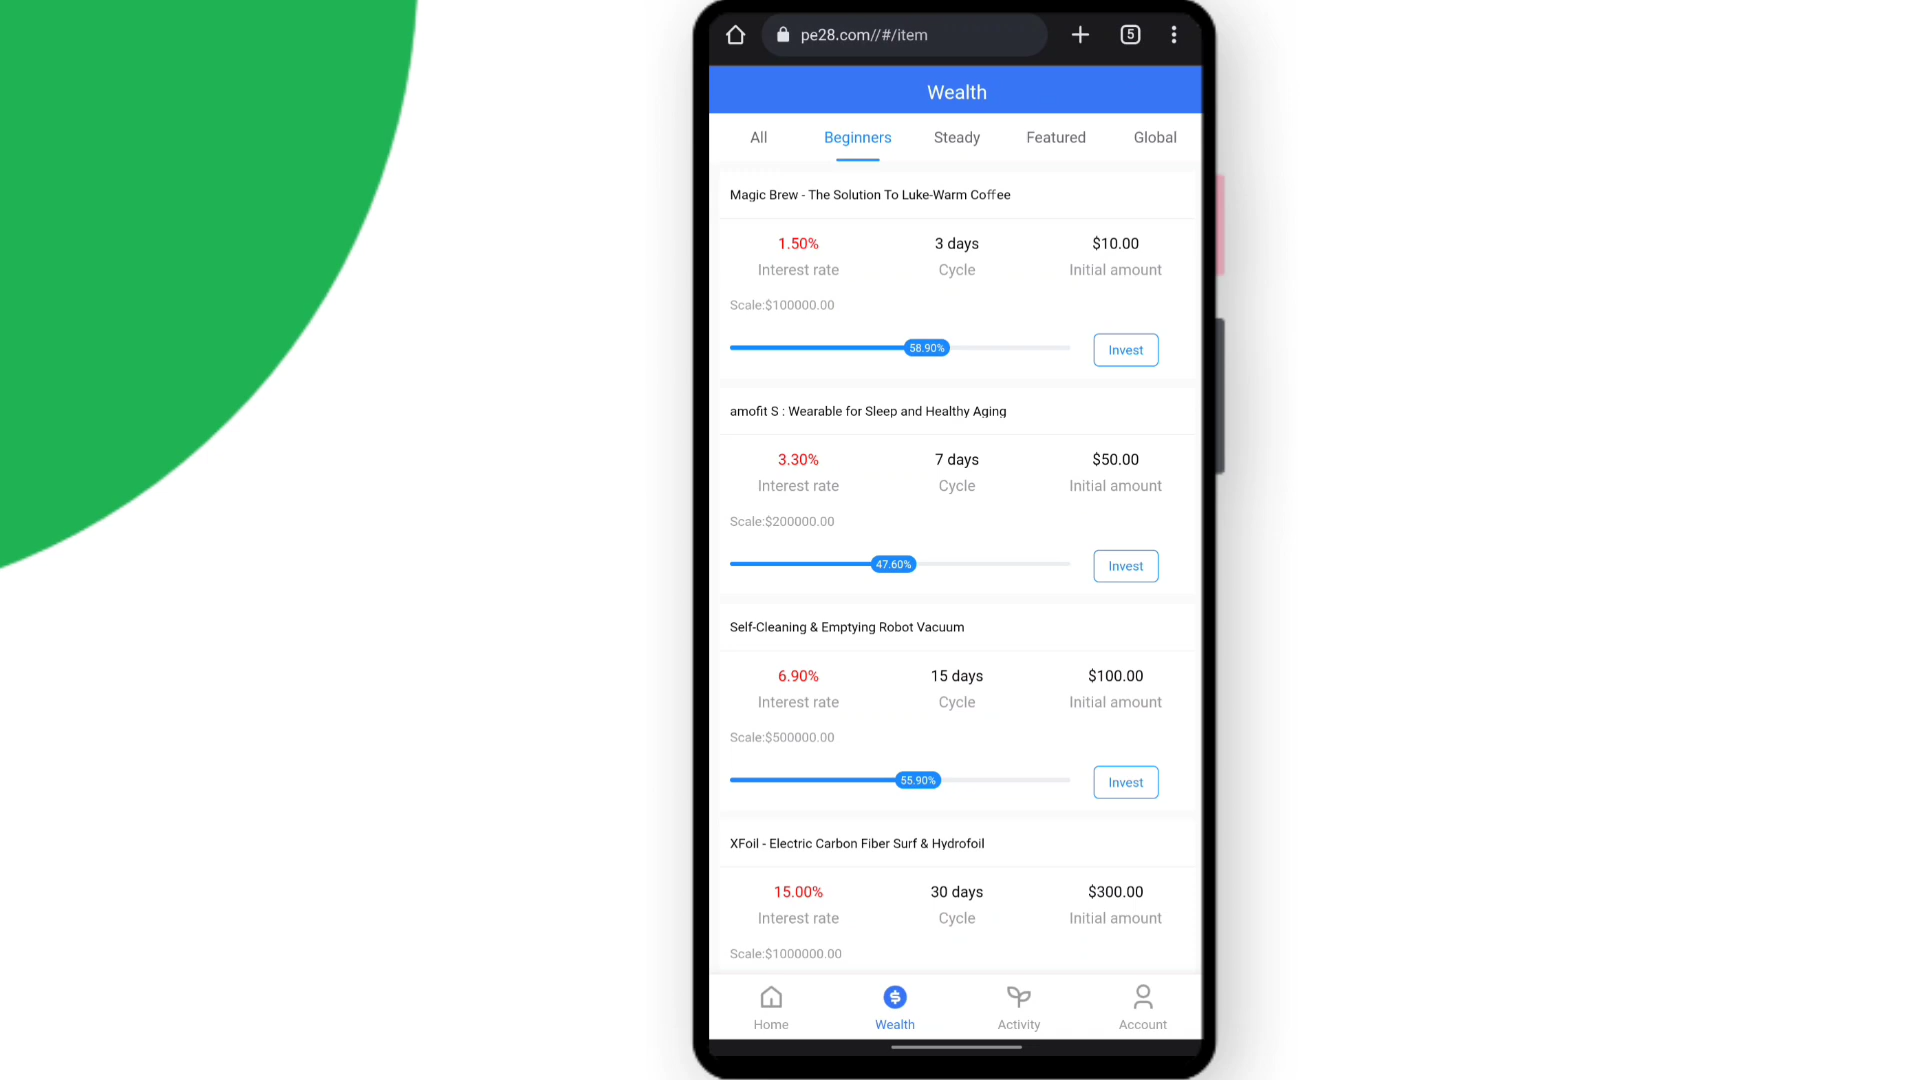 pe28.com//#/item
5
Wealth
All Beginners Steady Featured Global
Magic Brew - The Solution To Luke-Warm Coffee
1.50% 3 days $10.00
Interest rate Cycle Initial amount
Scale:$100000.00
58.90% Invest
amofit S : Wearable for Sleep and Healthy Aging
3.30% 7 days $50.00
Interest rate Cycle Initial amount
Scale:$200000.00
47.60% Invest
Self-Cleaning & Emptying Robot Vacuum
6.90% 15 days $100.00
Interest rate Cycle Initial amount
Scale:$500000.00
55.90% Invest
XFoil - Electric Carbon Fiber Surf & Hydrofoil
15.00% 30 days $300.00
Interest rate Cycle Initial amount
Scale:$1000000.00
Home Wealth Activity Account